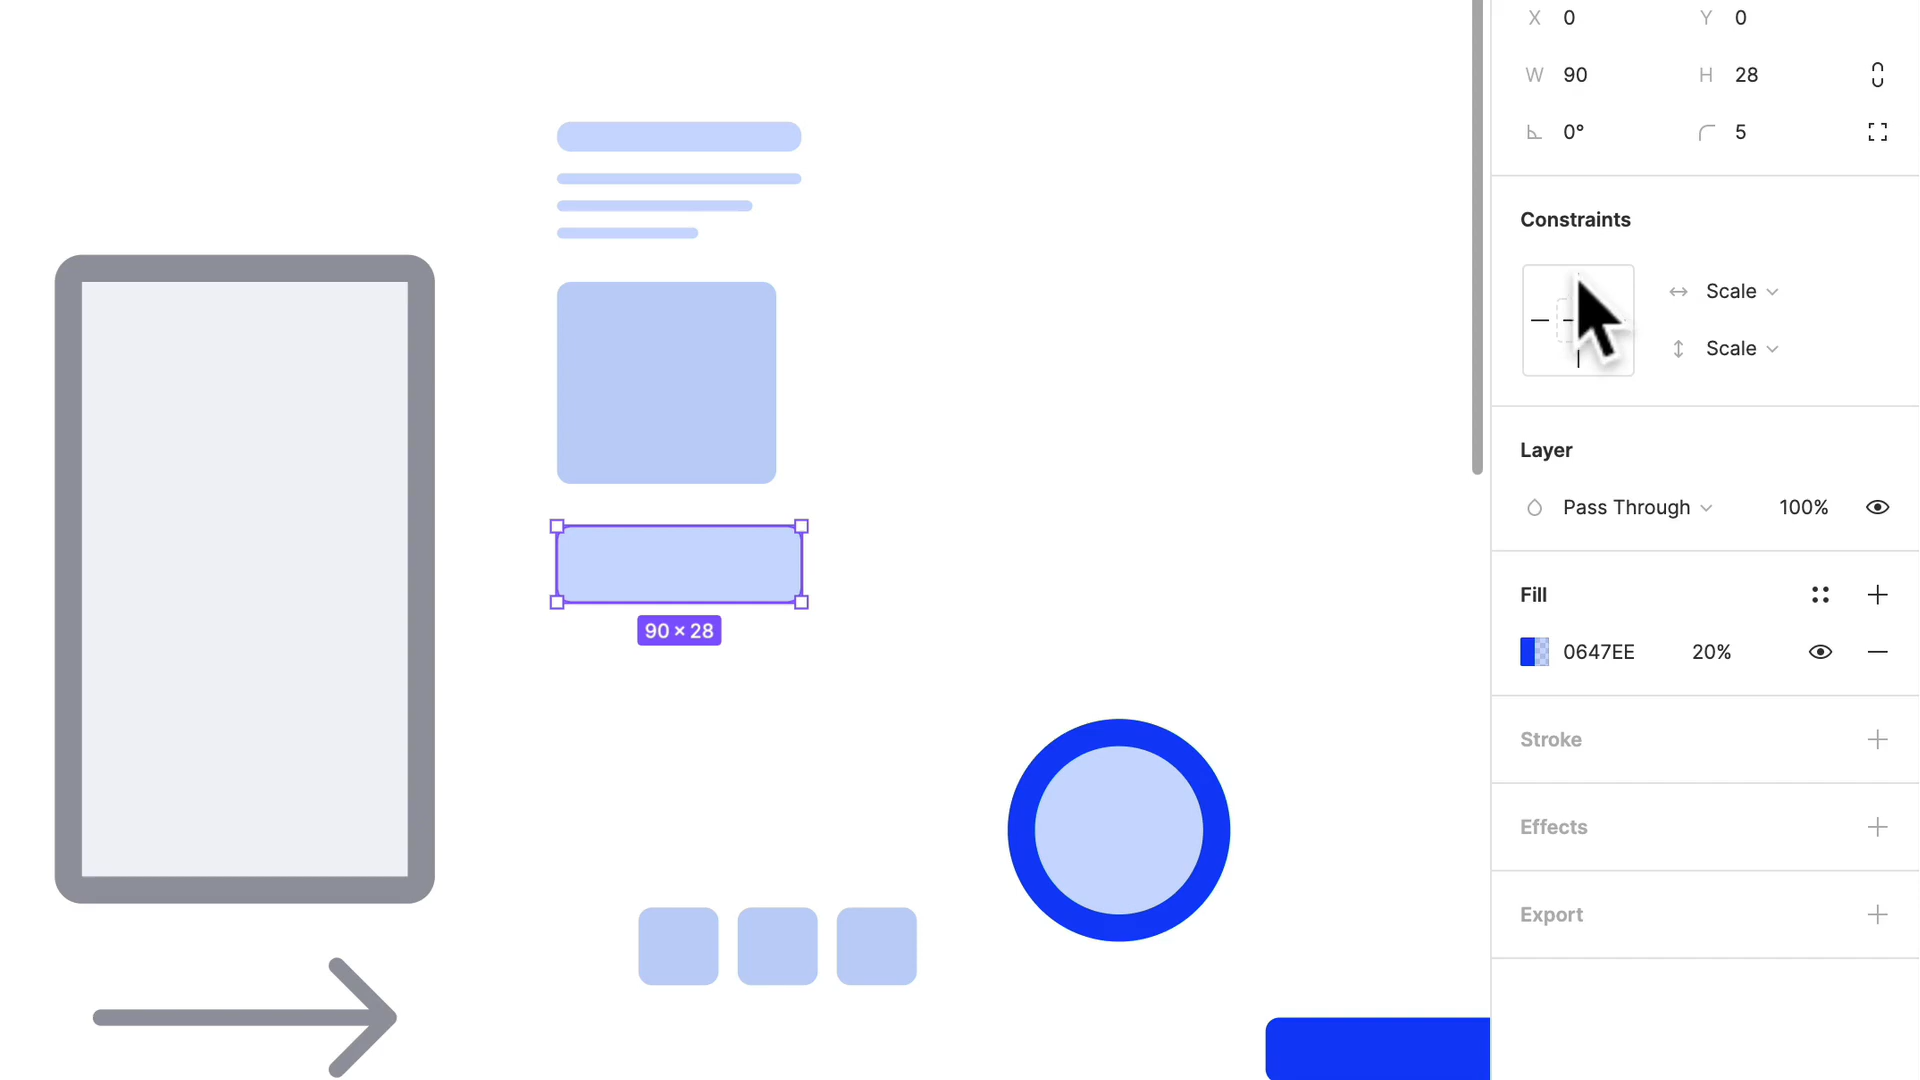 X 0 Y 0
W 90 H 28
0° 5
Constraints
Scale
Scale
Layer
Pass Through 100%
Fill
0647EE 20%
Stroke
Effects
Export
90 × 28